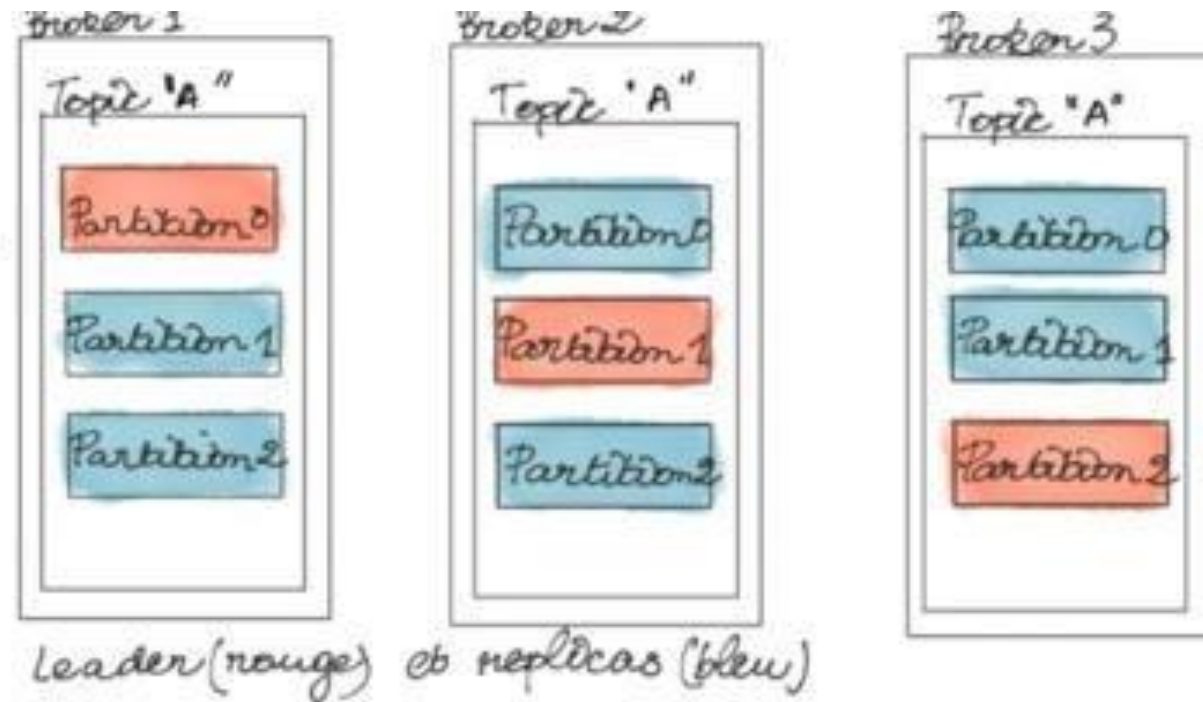 Broker 1
Topic "A"
Partition 0
Partition 1
Partition 2
Broker 2
Topic "A"
Partition 0
Partition 1
Partition 2
Broker 3
Topic "A"
Partition 0
Partition 1
Partition 2
Leader (rouge) et replicas (bleu)